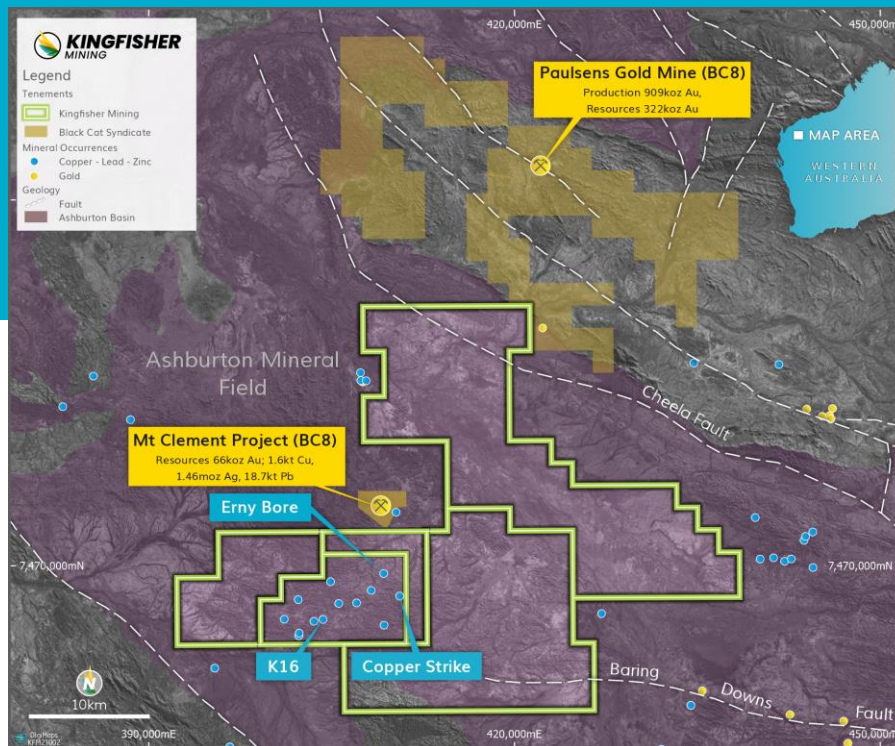 KINGFISHER
MINING
Legend
Tenements
Kingfisher Mining
Black Cat Syndicate
Mineral Occurrences
Copper - Lead - Zinc
Gold
Geology
Fault
Ashburton Basin
420,000mE
450,000mE
Paulsens Gold Mine (BC8)
Production 909koz Au,
Resources 322koz Au
MAP AREA
WESTERN
AUSTRALIA
Ashburton Mineral
Field
Cheela Fault
Mt Clement Project (BC8)
Resources 66koz Au; 1.6kt Cu,
1.46moz Ag, 18.7kt Pb
Erny Bore
7,470,000mN
7,470,000mN
K16
Copper Strike
Baring
Downs
Fault
N
10km
DigiMaps
KFM21002
390,000mE
420,000mE
450,000mE